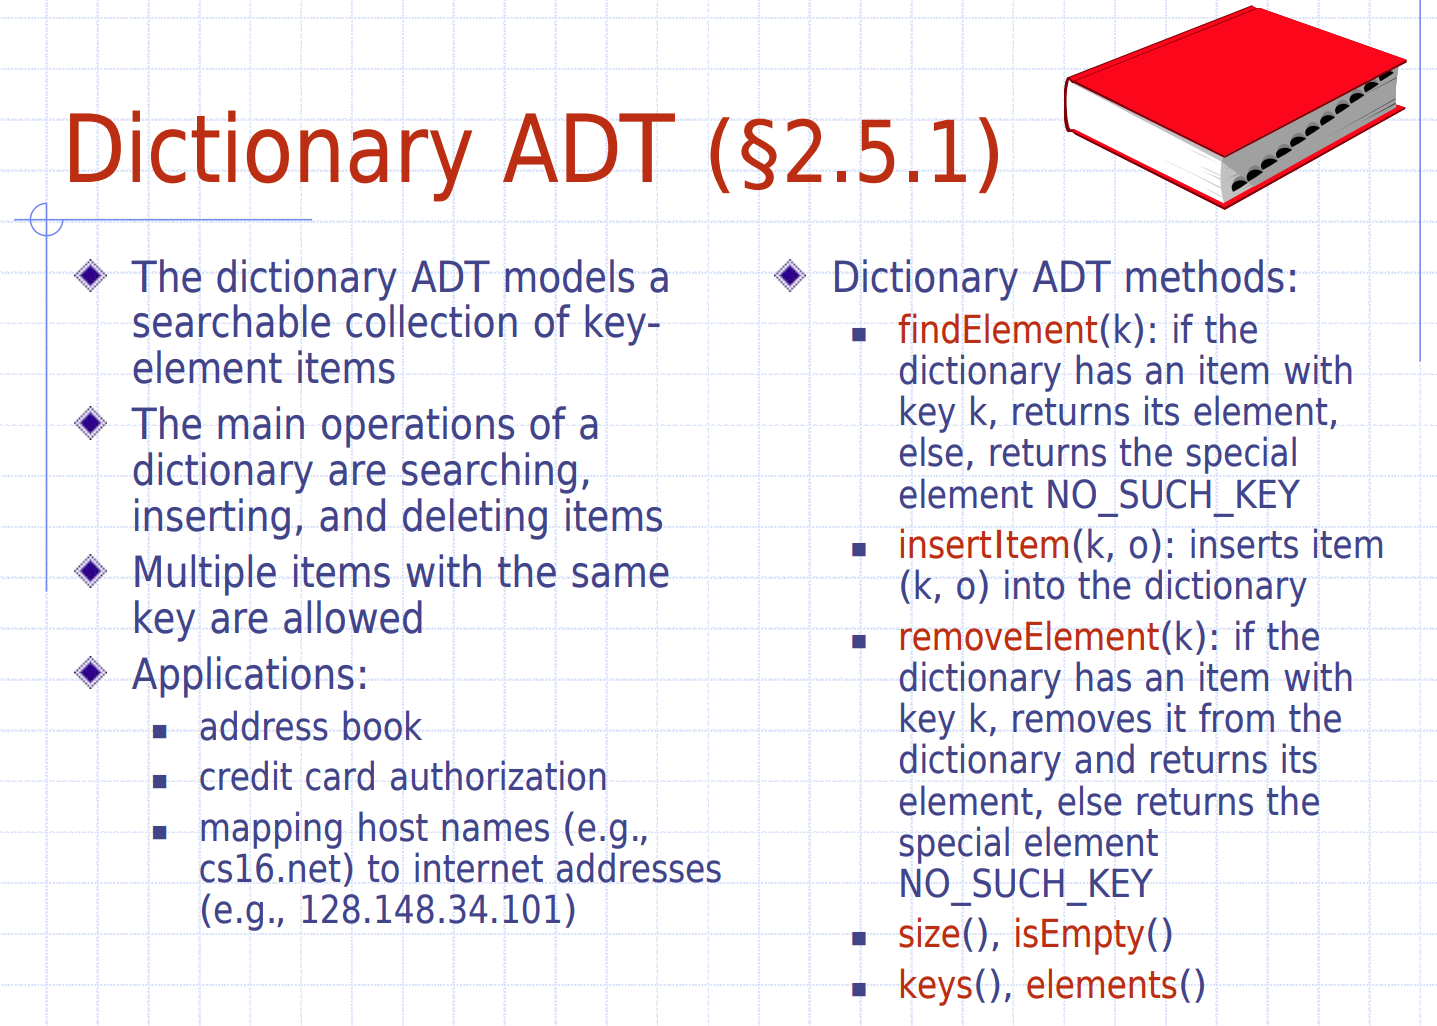 Dictionary ADT (§2.5.1)
The dictionary ADT models a
searchable collection of key-
element items
The main operations of a
dictionary are searching,
inserting, and deleting items
Multiple items with the same
key are allowed
Applications:
address book
credit card authorization
mapping host names (e.g.,
cs16.net) to internet addresses
(e.g., 128.148.34.101)
Dictionary ADT methods:
findElement(k): if the
dictionary has an item with
key k, returns its element,
else, returns the special
element NO_SUCH_KEY
insertItem(k, o): inserts item
(k, o) into the dictionary
removeElement(k): if the
dictionary has an item with
key k, removes it from the
dictionary and returns its
element, else returns the
special element
NO_SUCH_KEY
size(), isEmpty()
keys(), elements()